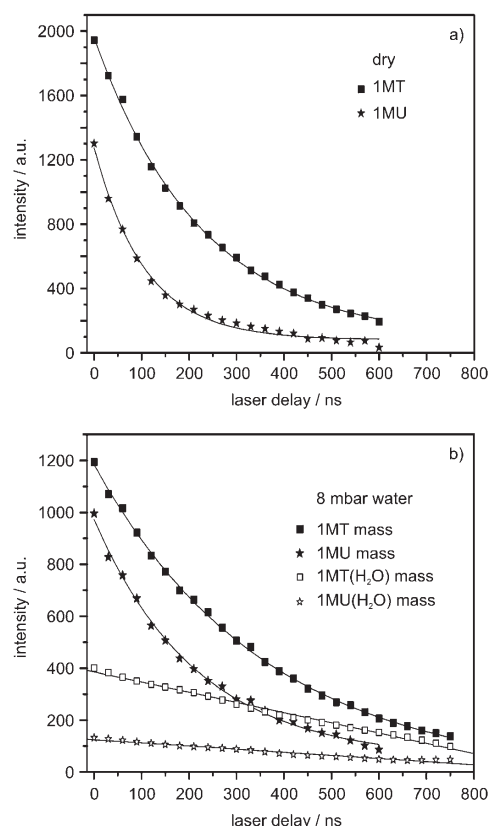 a)
dry
1MT
1MU
2000
1600
1200
800
400
0
intensity / a.u.
0 100 200 300 400 500 600 700 800
laser delay / ns
b)
8 mbar water
1MT mass
1MU mass
1MT(H₂O) mass
1MU(H₂O) mass
1200
1000
800
600
400
200
0
intensity / a.u.
0 100 200 300 400 500 600 700 800
laser delay / ns